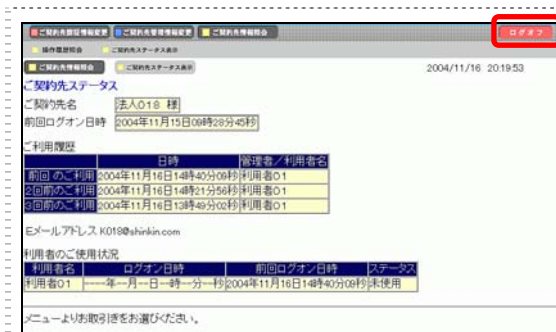 ご契約先限度情報変更 ご契約先管理情報変更 ご契約先情報照会 ログオフ
操作履歴照会 ご契約先ステータス表示
ご契約先情報照会 ご契約先ステータス表示 2004/11/16 20:19:53
ご契約先ステータス
ご契約先名 法人018 様
前回ログオン日時 2004年11月15日09時28分45秒
ご利用履歴
日時 管理者/利用者名
前回 のご利用 2004年11月16日14時40分09秒 利用者01
2回前のご利用 2004年11月16日14時21分56秒 利用者01
3回前のご利用 2004年11月16日13時49分02秒 利用者01
Eメールアドレス K018@shinkin.com
利用者のご使用状況
利用者名 ログオン日時 前回ログオン日時 ステータス
利用者01 ----年--月--日--時--分--秒 2004年11月16日14時40分09秒 未使用
メニューよりお取引きをお選びください。